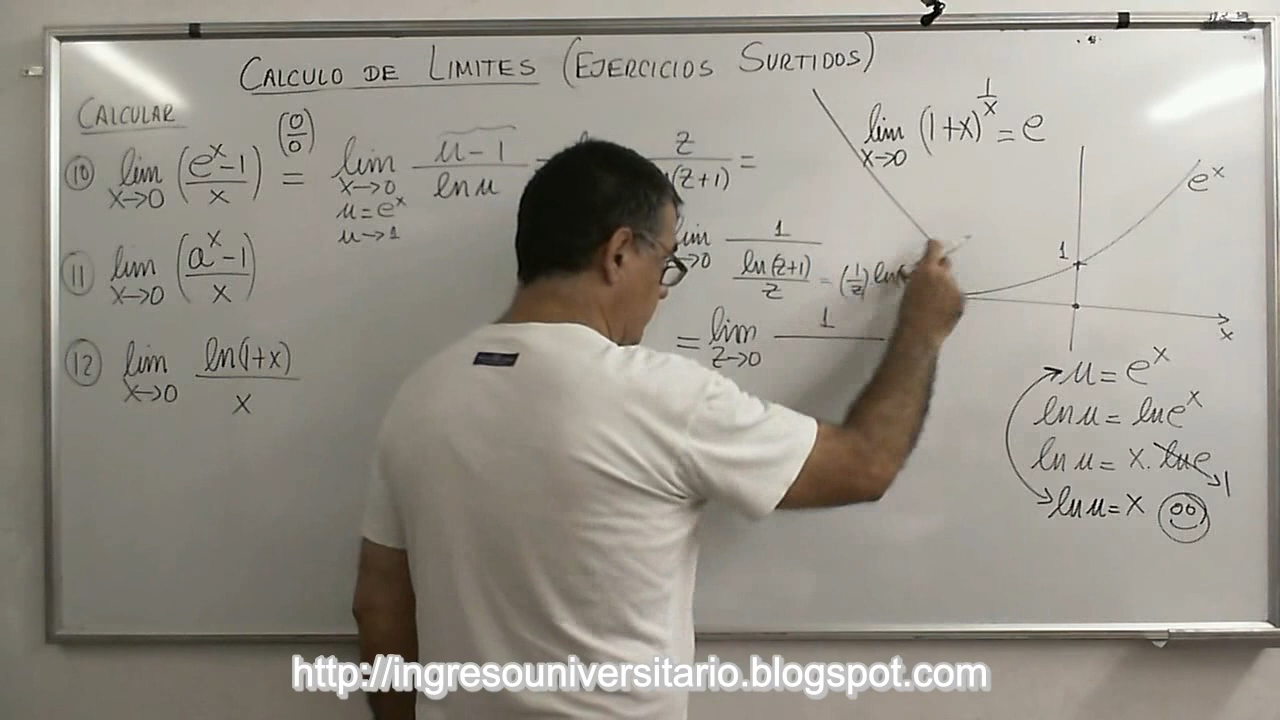 CALCULO DE LIMITES (EJERCICIOS SURTIDOS)
CALCULAR
10 lim x→0 (e^x-1 / x) (0/0) = lim x→0 u-1 / ln u
u=e^x
u→1
z / (z+1) =
11 lim x→0 (a^x-1 / x)
1 / (ln(z+1) / z) = (1/z).ln
12 lim x→0 ln(1+x) / x
= lim z→0 1
lim x→0 (1+x)^(1/x) = e
e^x
1
x
u = e^x
ln u = ln e^x
ln u = x. ln e → 1
ln u = x
http://ingresouniversitario.blogspot.com